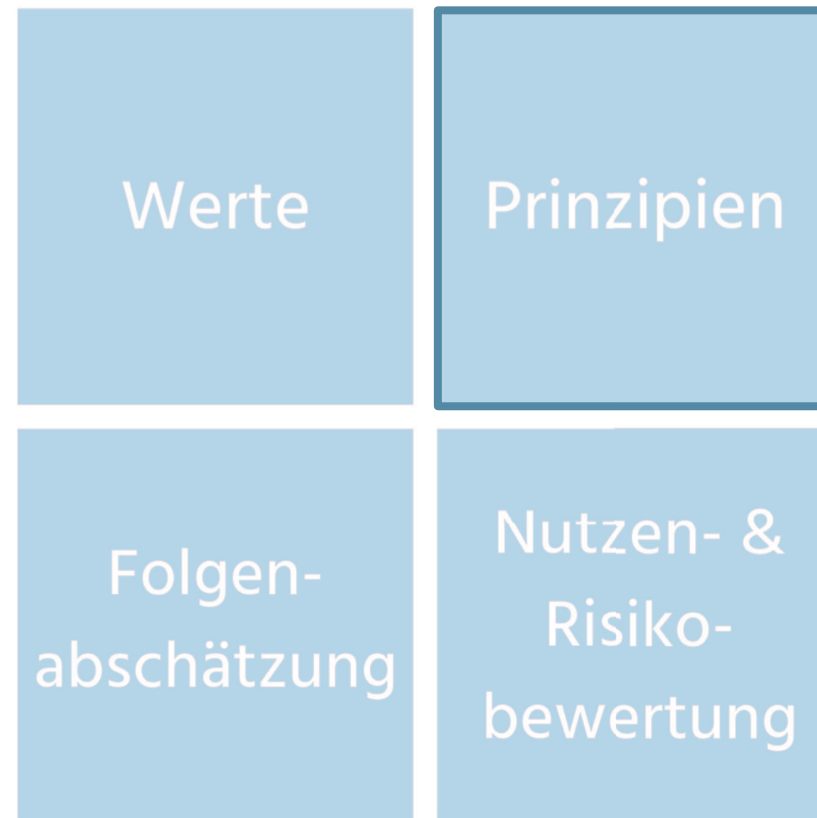 Werte
Prinzipien
Folgen-
abschätzung
Nutzen- &
Risiko-
bewertung